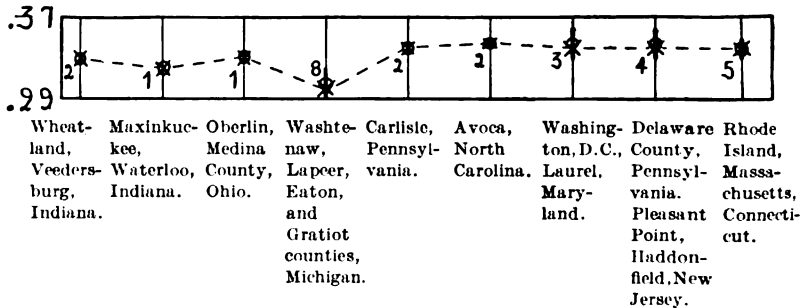 .37
2 1 1 8 2 2 3 4 5
.99
Wheat-
land,
Veeders-
burg,
Indiana.
Maxinkuc-
kee,
Waterloo,
Indiana.
Oberlin,
Medina
County,
Ohio.
Washte-
naw,
Lapeer,
Eaton,
and
Gratiot
counties,
Michigan.
Carlisle,
Pennsyl-
vania.
Avoca,
North
Carolina.
Washing-
ton, D.C.,
Laurel,
Mary-
land.
Delaware
County,
Pennsyl-
vania.
Pleasant
Point,
Haddon-
field, New
Jersey.
Rhode
Island,
Massa-
chusetts,
Connecti-
cut.